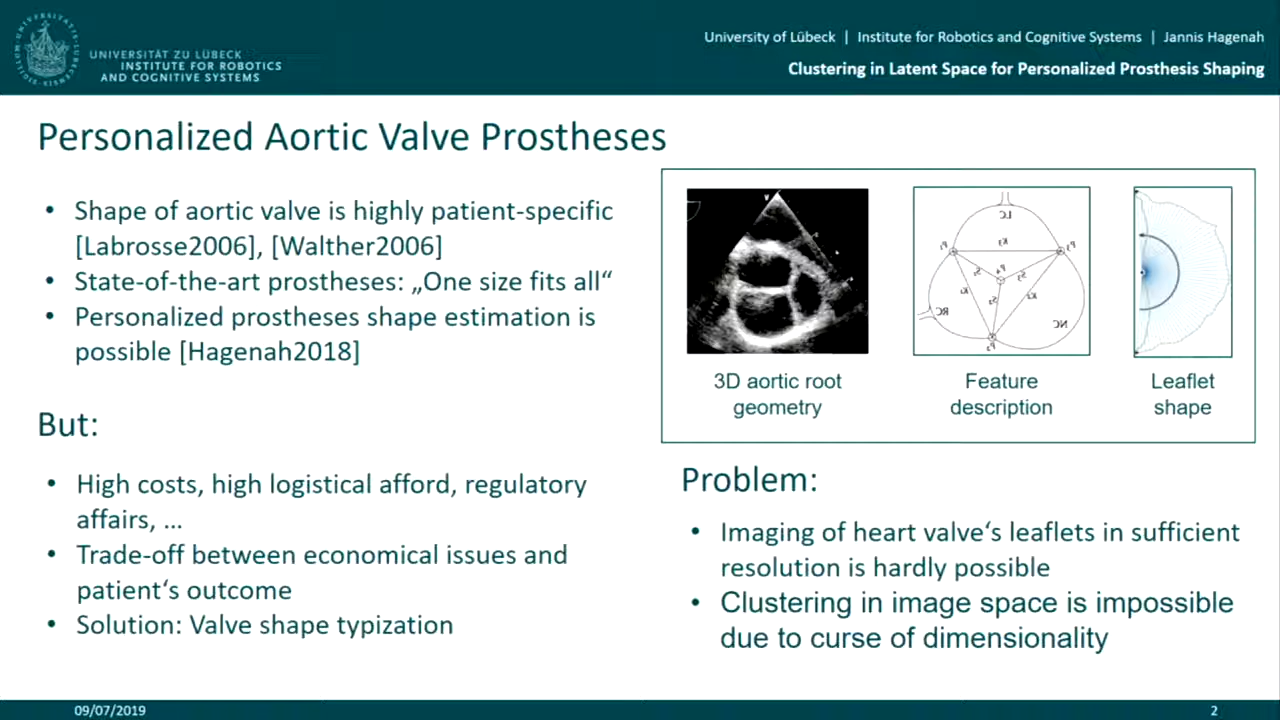 UNIVERSITÄT ZU LÜBECK
INSTITUTE FOR ROBOTICS
AND COGNITIVE SYSTEMS
University of Lübeck | Institute for Robotics and Cognitive Systems | Jannis Hagenah
Clustering in Latent Space for Personalized Prosthesis Shaping
Personalized Aortic Valve Prostheses
• Shape of aortic valve is highly patient-specific
[Labrosse2006], [Walther2006]
• State-of-the-art prostheses: „One size fits all“
• Personalized prostheses shape estimation is
possible [Hagenah2018]
But:
• High costs, high logistical afford, regulatory
affairs, ...
• Trade-off between economical issues and
patient‘s outcome
• Solution: Valve shape typization
LC
RC
NC
3D aortic root
geometry
Feature
description
Leaflet
shape
Problem:
• Imaging of heart valve‘s leaflets in sufficient
resolution is hardly possible
• Clustering in image space is impossible
due to curse of dimensionality
09/07/2019
2